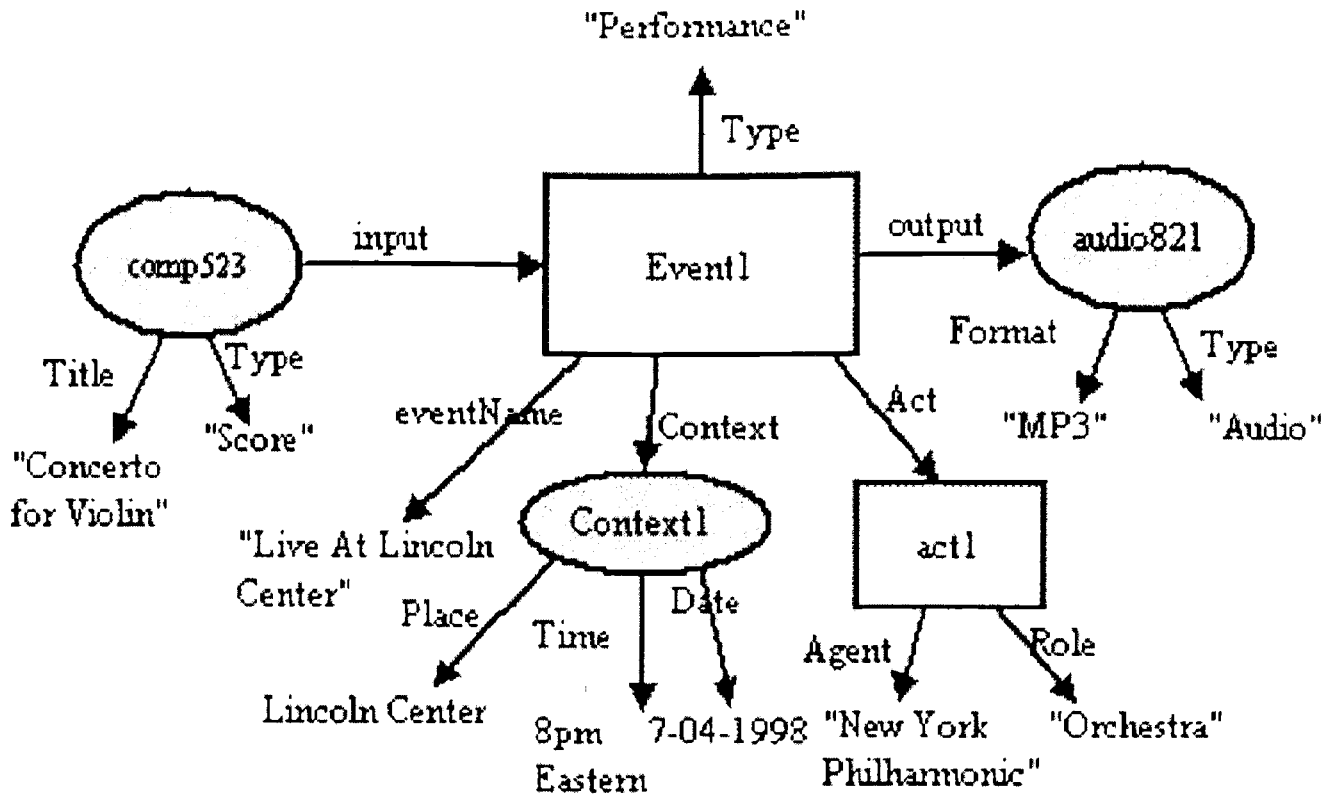 "Performance"
Type
comp523
input
Event1
output
audio821
Title
Type
"Concerto
for Violin"
"Score"
eventName
Context
Act
Format
Type
"MP3"
"Audio"
"Live At Lincoln
Center"
Context1
act1
Place
Time
Date
Agent
Role
Lincoln Center
8pm
Eastern
7-04-1998
"New York
Philharmonic"
"Orchestra"